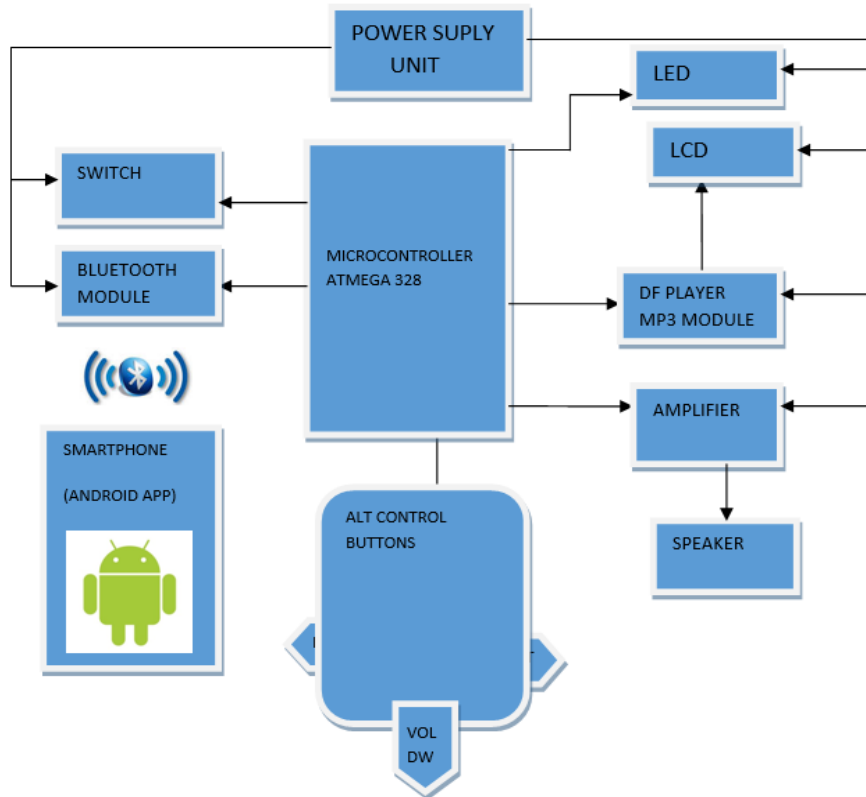 POWER SUPLY
UNIT
LED
LCD
SWITCH
BLUETOOTH
MODULE
MICROCONTROLLER
ATMEGA 328
DF PLAYER
MP3 MODULE
AMPLIFIER
SMARTPHONE
(ANDROID APP)
ALT CONTROL
BUTTONS
SPEAKER
VOL
DW